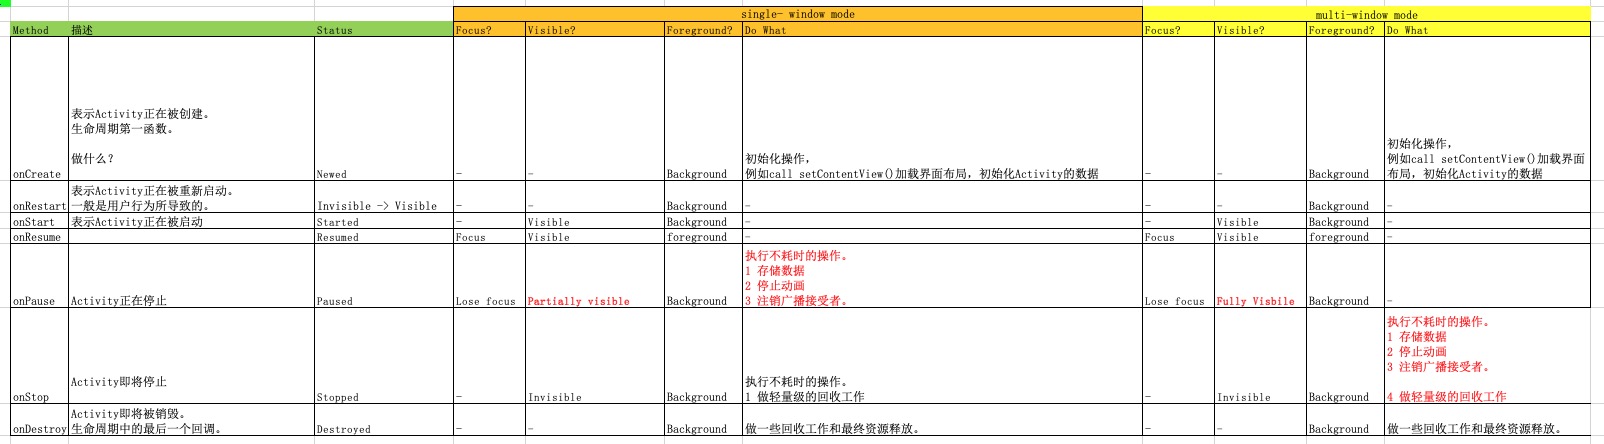 single- window mode multi-window mode
Method 描述 Status Focus? Visible? Foreground? Do What Focus? Visible? Foreground? Do What
表示Activity正在被创建。
生命周期第一函数。
做什么?
初始化操作，
例如call setContentView()加载界面布局，初始化Activity的数据
初始化操作，
例如call setContentView()加载界面
布局，初始化Activity的数据
onCreate Newed - - Background - - Background
表示Activity正在被重新启动。
一般是用户行为所导致的。
onRestart Invisible -> Visible - - Background - - - Background -
onStart 表示Activity正在被启动 Started - Visible Background - - Visible Background -
onResume Resumed Focus Visible foreground - Focus Visible foreground -
执行不耗时的操作。
1 存储数据
2 停止动画
3 注销广播接受者。
onPause Activity正在停止 Paused Lose focus Partially visible Background Lose focus Fully Visbile Background -
执行不耗时的操作。
1 存储数据
2 停止动画
3 注销广播接受者。
4 做轻量级的回收工作
Activity即将停止
执行不耗时的操作。
1 做轻量级的回收工作
onStop Stopped - Invisible Background - Invisible Background
Activity即将被销毁。
生命周期中的最后一个回调。
onDestroy Destroyed - - Background 做一些回收工作和最终资源释放。 - - Background 做一些回收工作和最终资源释放。